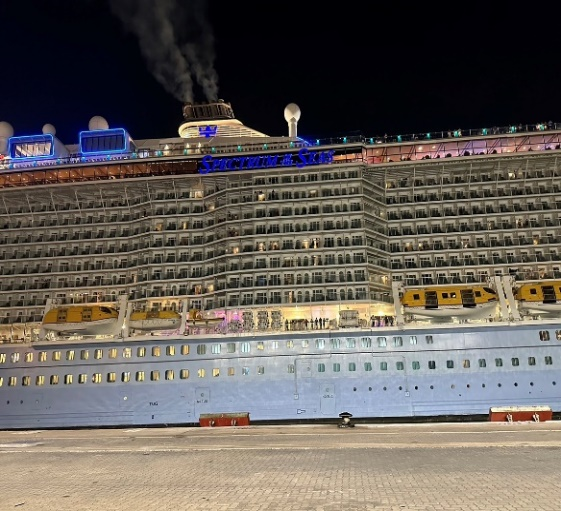 SPECTRUM OF THE SEAS